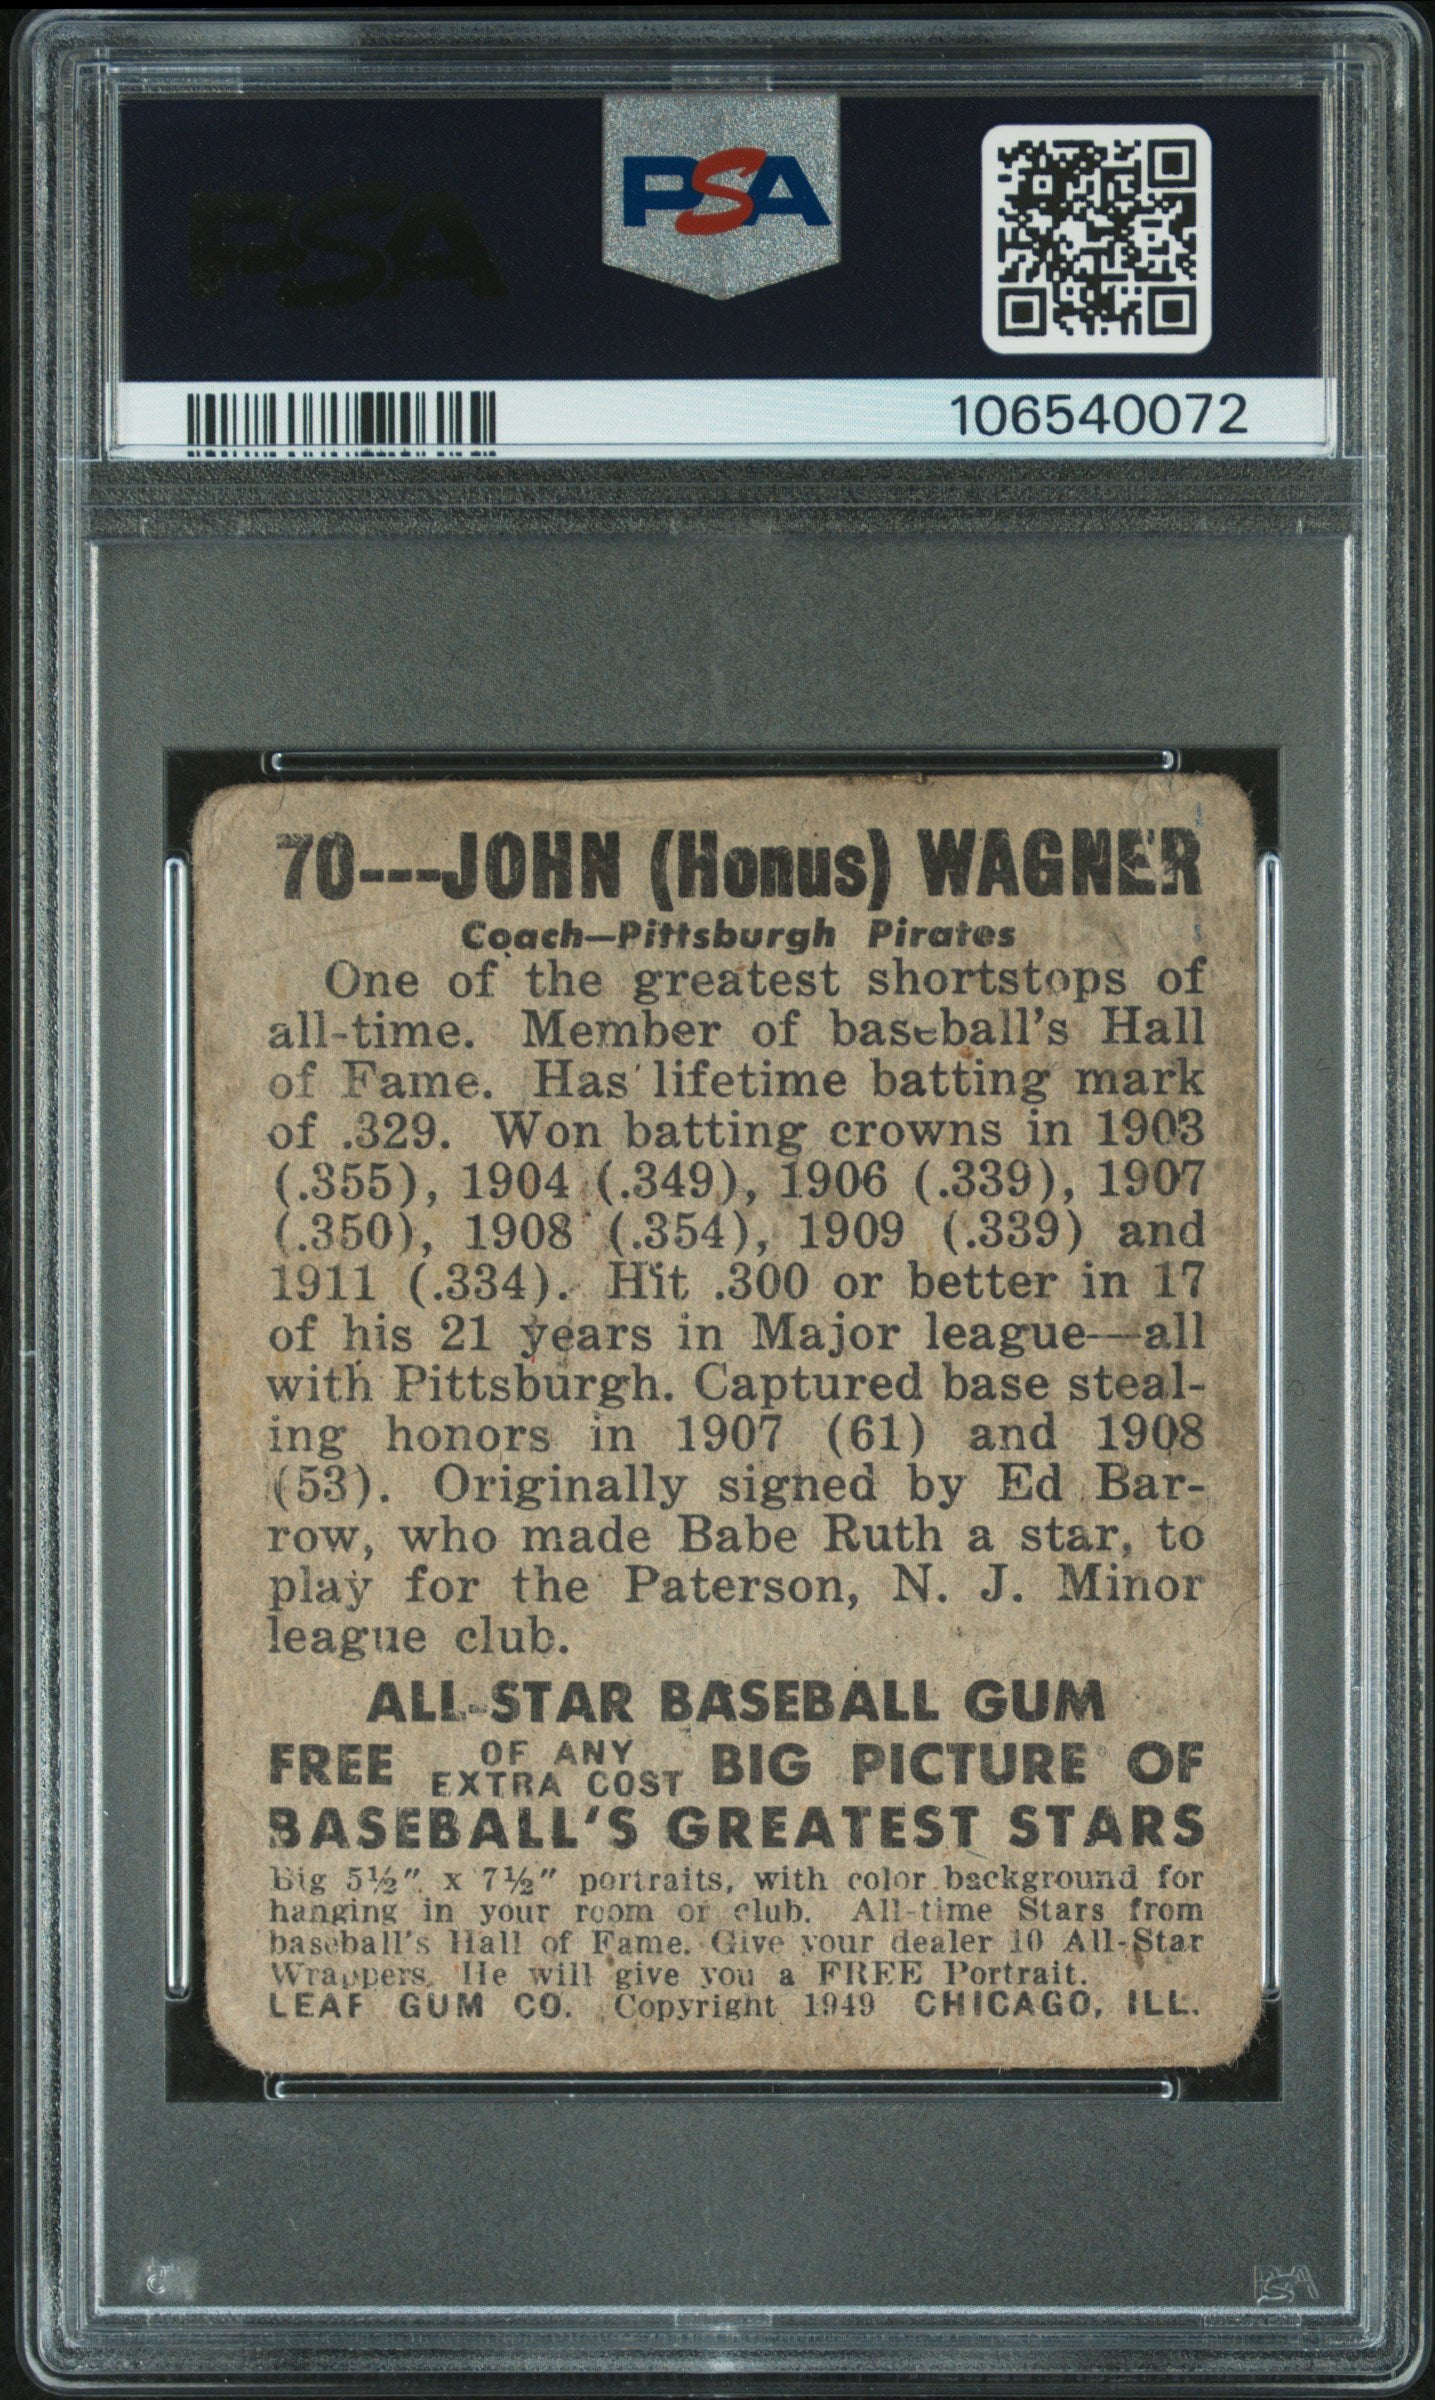 PSA
PSA
106540072
70---JOHN (Honus) WAGNER
Coach—Pittsburgh Pirates
One of the greatest shortstops of
all-time. Member of baseball's Hall
of Fame. Has lifetime batting mark
of .329. Won batting crowns in 1903
(.355), 1904 (.349), 1906 (.339), 1907
(.350), 1908 (.354), 1909 (.339) and
1911 (.334). Hit .300 or better in 17
of his 21 years in Major league—all
with Pittsburgh. Captured base steal-
ing honors in 1907 (61) and 1908
(53). Originally signed by Ed Bar-
row, who made Babe Ruth a star, to
play for the Paterson, N. J. Minor
league club.
ALL-STAR BASEBALL GUM
FREE OF ANY EXTRA COST BIG PICTURE OF
BASEBALL'S GREATEST STARS
Big 5½" x 7½" portraits, with color background for
hanging in your room or club. All-time Stars from
baseball's Hall of Fame. Give your dealer 10 All-Star
Wrappers. He will give you a FREE Portrait.
LEAF GUM CO. Copyright 1949 CHICAGO, ILL.
PSA